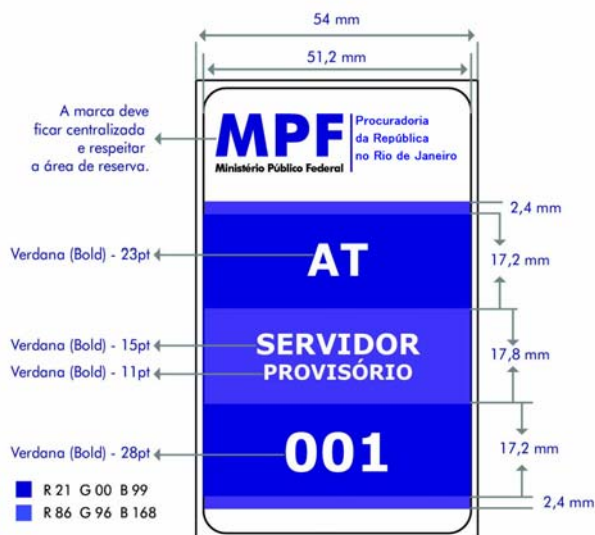 54 mm
51,2 mm
A marca deve
ficar centralizada
e respeitar
a área de reserva.
MPF
Ministério Público Federal
Procuradoria
da República
no Rio de Janeiro
2,4 mm
Verdana (Bold) - 23pt
AT
17,2 mm
Verdana (Bold) - 15pt
SERVIDOR
17,8 mm
Verdana (Bold) - 11pt
PROVISÓRIO
Verdana (Bold) - 28pt
001
17,2 mm
R 21 G 00 B 99
R 86 G 96 B 168
2,4 mm